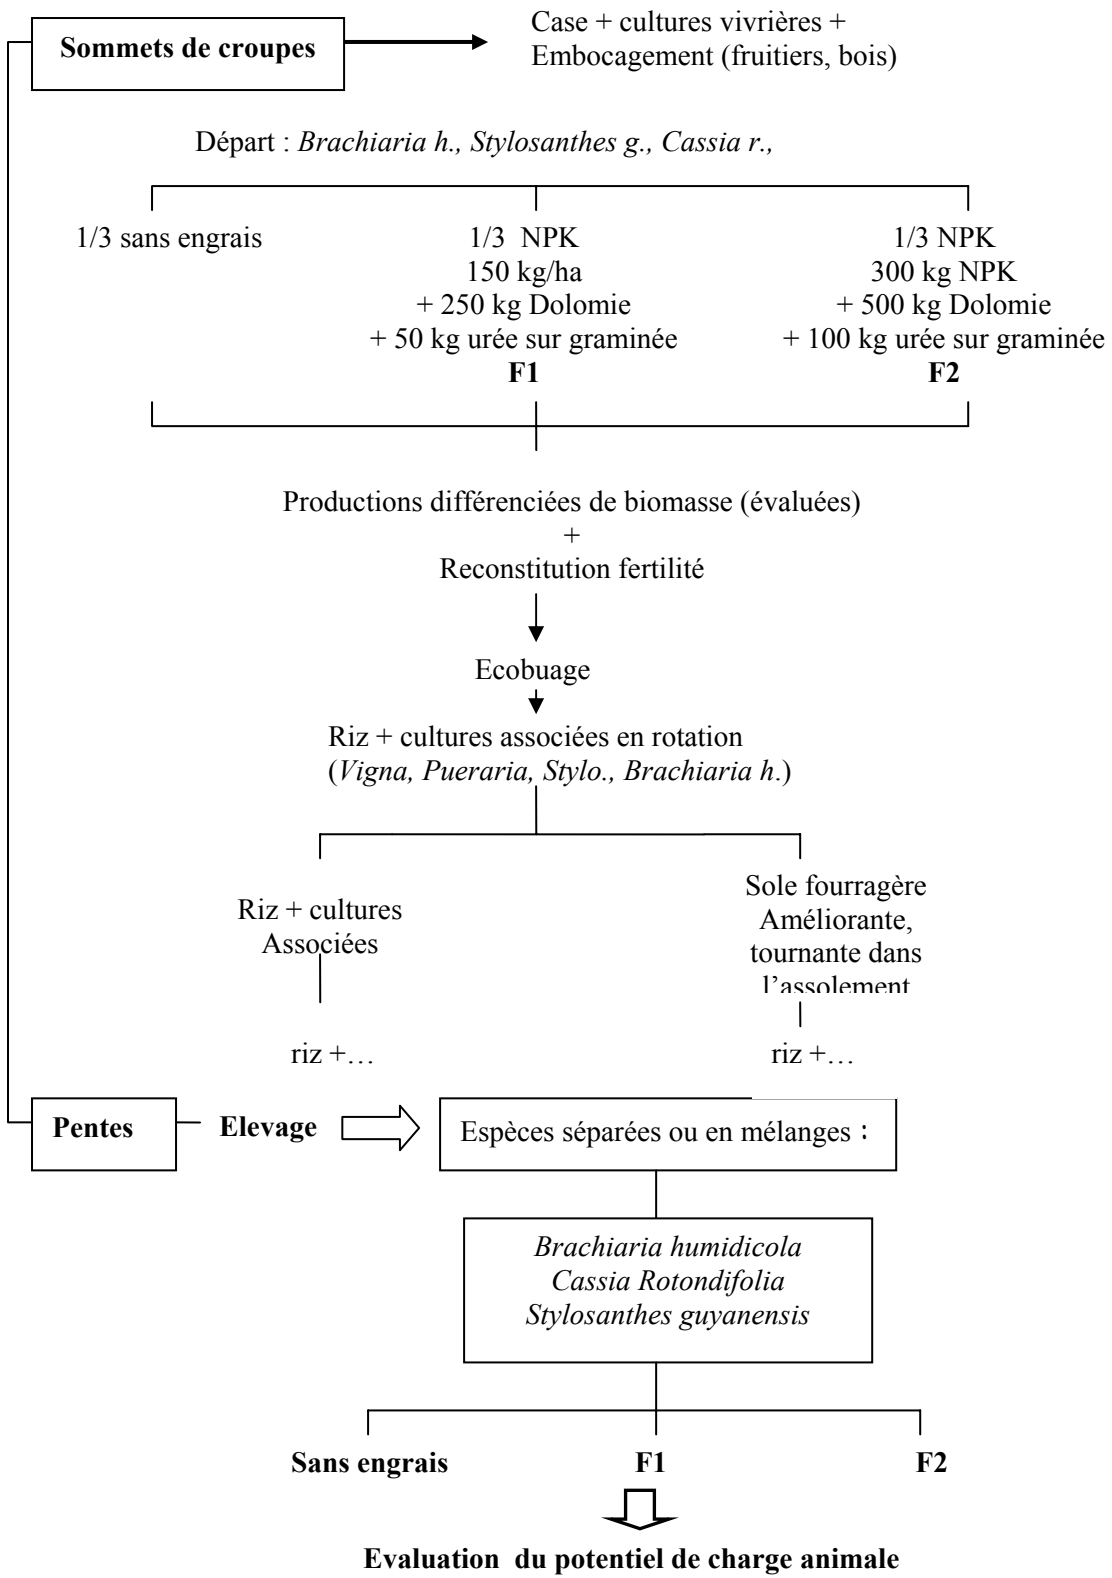 Sommets de croupes
Case + cultures vivrières +
Embocagement (fruitiers, bois)
Départ : Brachiaria h., Stylosanthes g., Cassia r.,
1/3 sans engrais
1/3 NPK
150 kg/ha
+ 250 kg Dolomie
+ 50 kg urée sur graminée
F1
1/3 NPK
300 kg NPK
+ 500 kg Dolomie
+ 100 kg urée sur graminée
F2
Productions différenciées de biomasse (évaluées)
+
Reconstitution fertilité
Ecobuage
Riz + cultures associées en rotation
(Vigna, Pueraria, Stylo., Brachiaria h.)
Riz + cultures
Associées
Sole fourragère
Améliorante,
tournante dans
l'assolement
riz +…
riz +…
Pentes
Elevage
Espèces séparées ou en mélanges :
Brachiaria humidicola
Cassia Rotondifolia
Stylosanthes guyanensis
Sans engrais
F1
F2
Evaluation du potentiel de charge animale